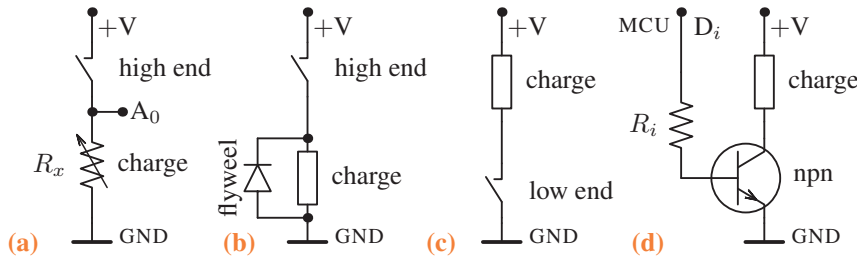 +V
high end
A0
Rx
charge
GND
(a)
+V
high end
flyweel
charge
GND
(b)
+V
charge
low end
GND
(c)
MCU Di
+V
charge
Ri
npn
GND
(d)